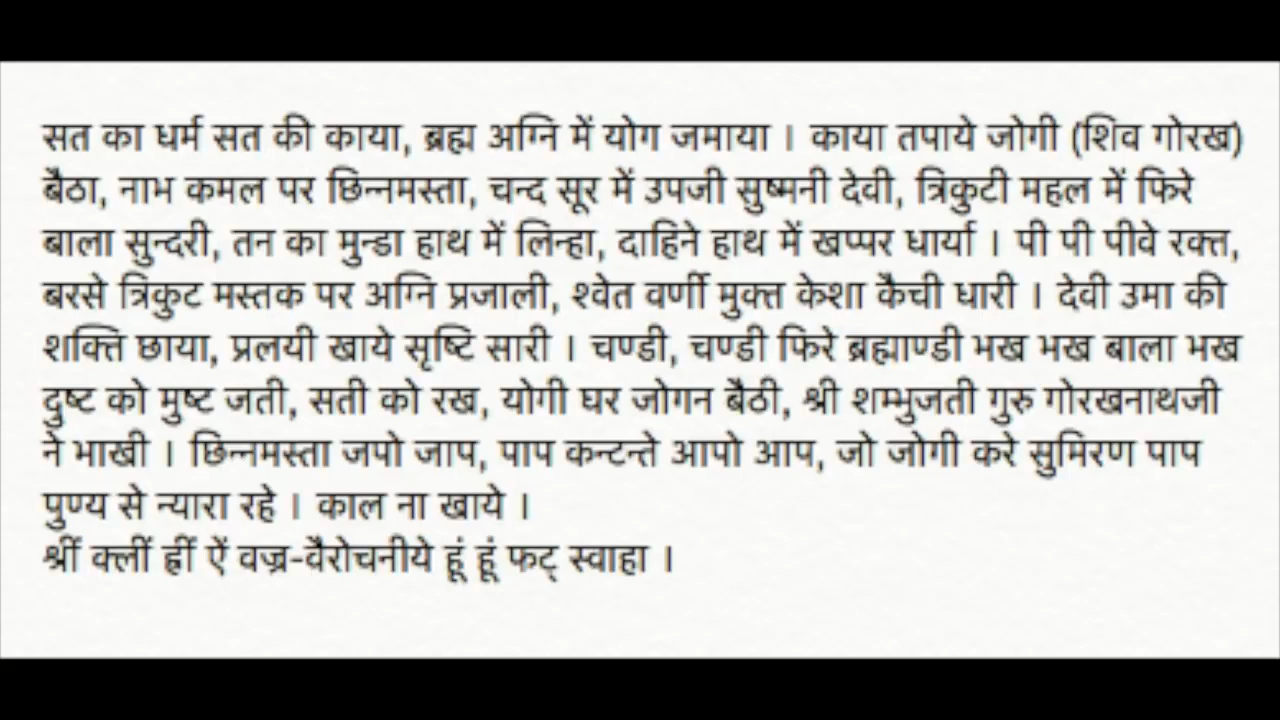 सत का धर्म सत की काया, ब्रह्म अग्नि में योग जमाया । काया तपाये जोगी (शिव गोरख)
बैठा, नाभ कमल पर छिन्नमस्ता, चन्द सूर में उपजी सुष्मनी देवी, त्रिकुटी महल में फिरे
बाला सुन्दरी, तन का मुन्डा हाथ में लिन्हा, दाहिने हाथ में खप्पर धार्या । पी पी पीवे रक्त,
बरसे त्रिकुट मस्तक पर अग्नि प्रजाली, श्वेत वर्णी मुक्त केशा कैची धारी । देवी उमा की
शक्ति छाया, प्रलयी खाये सृष्टि सारी । चण्डी, चण्डी फिरे ब्रह्माण्डी भख भख बाला भख
दुष्ट को मुष्ट जती, सती को रख, योगी घर जोगन बैठी, श्री शम्भुजती गुरु गोरखनाथजी
ने भाखी । छिन्नमस्ता जपो जाप, पाप कन्टन्ते आपो आप, जो जोगी करे सुमिरण पाप
पुण्य से न्यारा रहे । काल ना खाये ।
श्रीं क्लीं ह्रीं ऐं वज्र-वैरोचनीये हूं हूं फट् स्वाहा ।